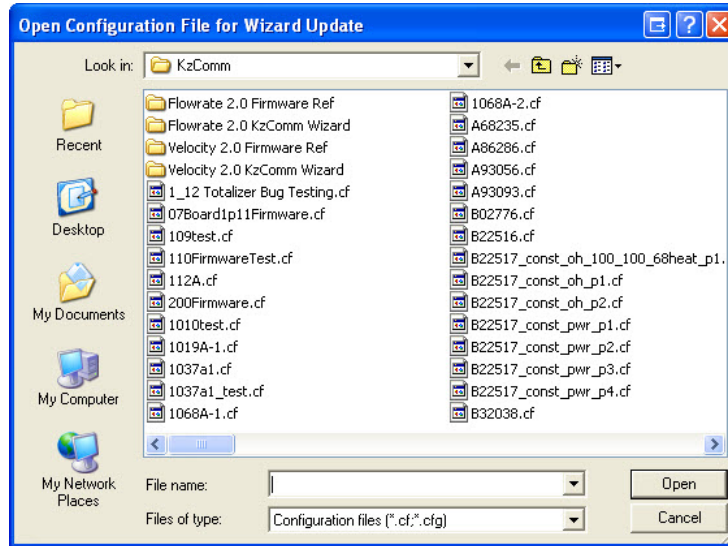 Open Configuration File for Wizard Update
Look in: KzComm
Recent
Desktop
My Documents
My Computer
My Network Places
Flowrate 2.0 Firmware Ref
Flowrate 2.0 KzComm Wizard
Velocity 2.0 Firmware Ref
Velocity 2.0 KzComm Wizard
1_12 Totalizer Bug Testing.cf
07Board1p11Firmware.cf
109test.cf
110FirmwareTest.cf
112A.cf
200Firmware.cf
1010test.cf
1019A-1.cf
1037a1.cf
1037a1_test.cf
1068A-1.cf
1068A-2.cf
A68235.cf
A86286.cf
A93056.cf
A93093.cf
B02776.cf
B22516.cf
B22517_const_oh_100_100_68heat_p1.
B22517_const_oh_p1.cf
B22517_const_oh_p2.cf
B22517_const_pwr_p1.cf
B22517_const_pwr_p2.cf
B22517_const_pwr_p3.cf
B22517_const_pwr_p4.cf
B32038.cf
File name:
Open
Files of type: Configuration files (*.cf;*.cfg)
Cancel